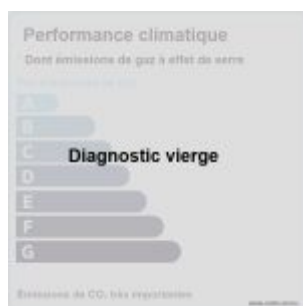 Performance climatique
Dont émissions de gaz à effet de serre
A
B
C
Diagnostic vierge
D
E
F
G
Émissions de CO₂ très importantes